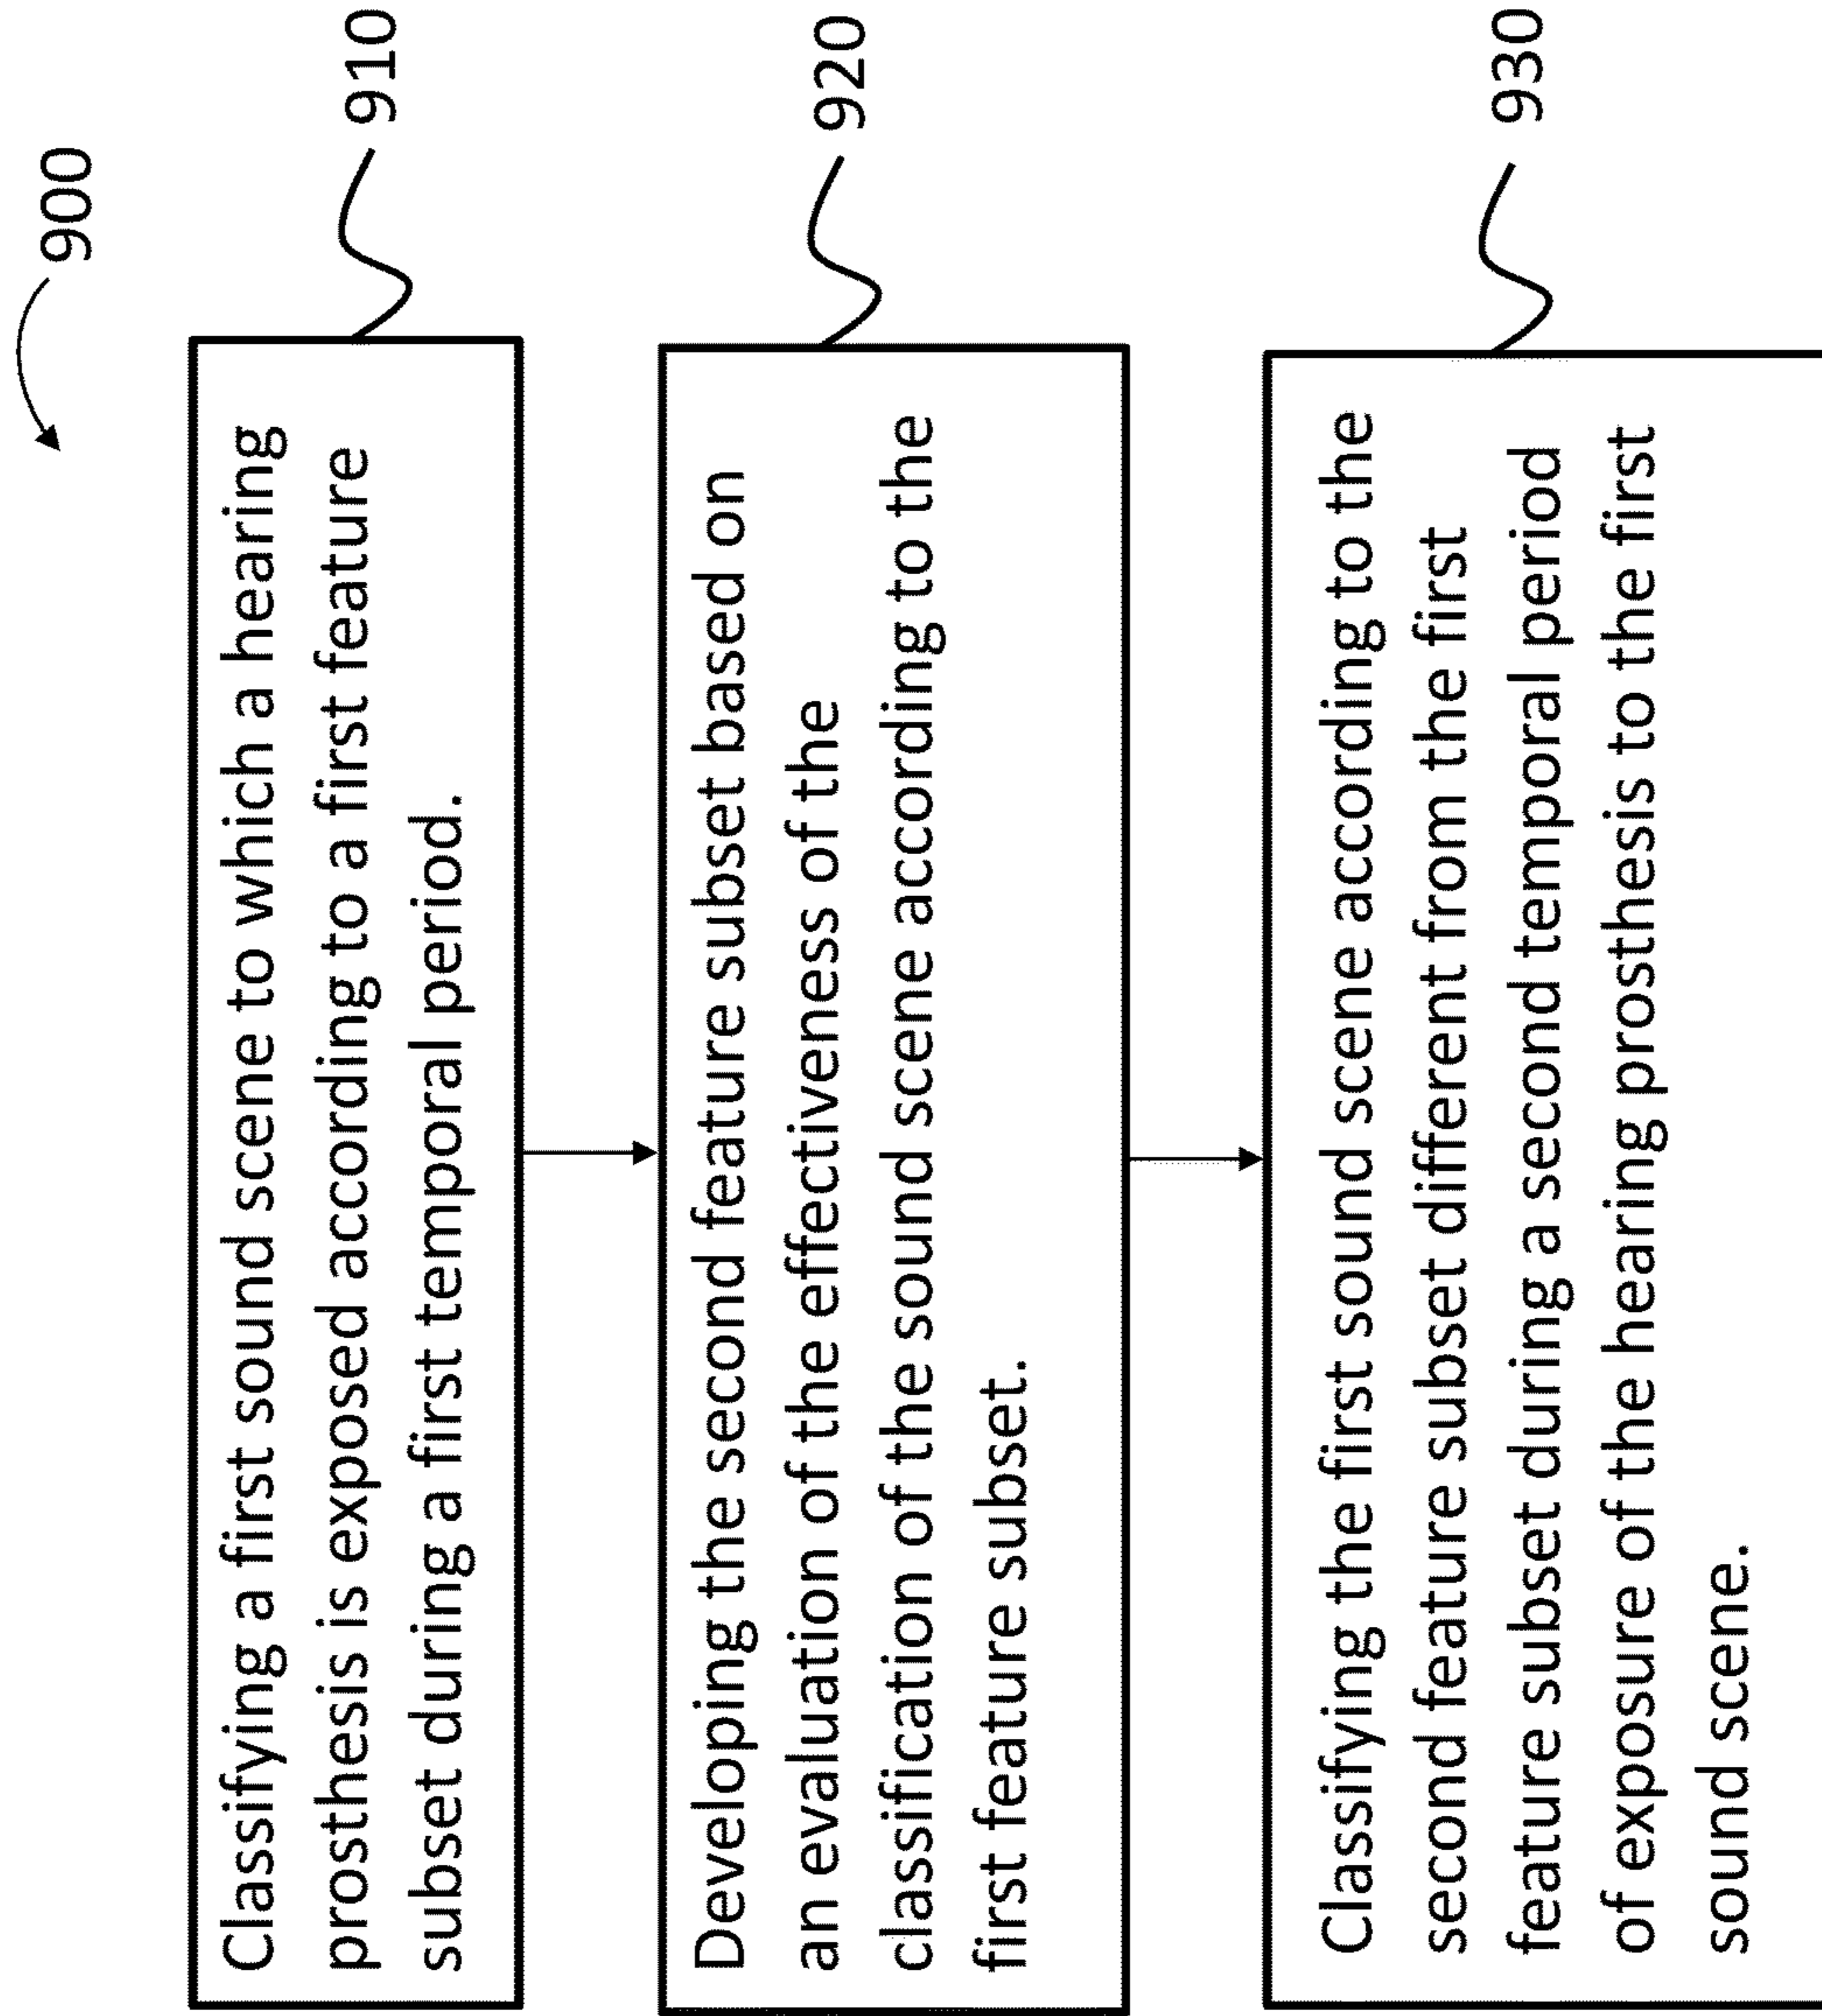 900
Classifying a first sound scene to which a hearing
prosthesis is exposed according to a first feature
subset during a first temporal period.
910
Developing the second feature subset based on
an evaluation of the effectiveness of the
classification of the sound scene according to the
first feature subset.
920
Classifying the first sound scene according to the
second feature subset different from the first
feature subset during a second temporal period
of exposure of the hearing prosthesis to the first
sound scene.
930